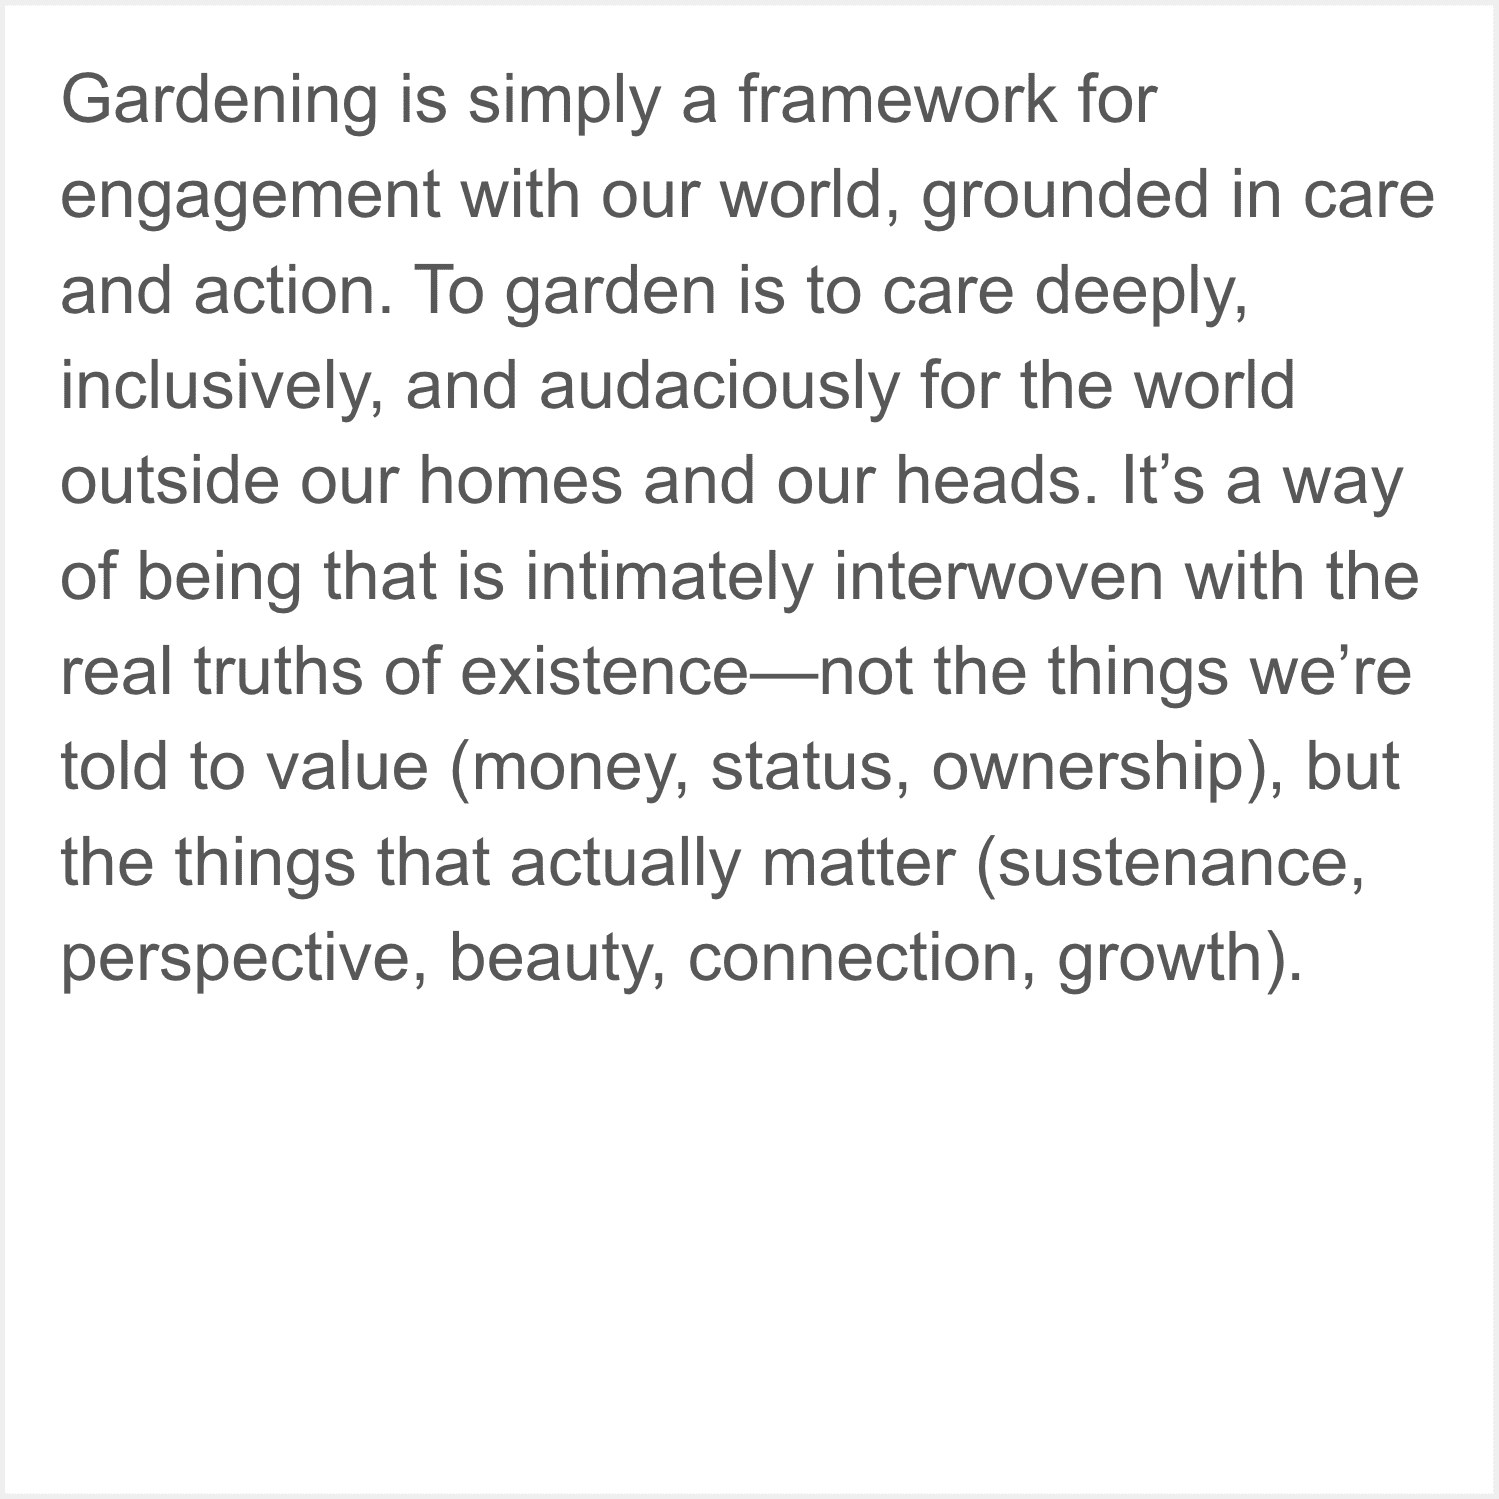 Gardening is simply a framework for
engagement with our world, grounded in care
and action. To garden is to care deeply,
inclusively, and audaciously for the world
outside our homes and our heads. It’s a way
of being that is intimately interwoven with the
real truths of existence—not the things we’re
told to value (money, status, ownership), but
the things that actually matter (sustenance,
perspective, beauty, connection, growth).